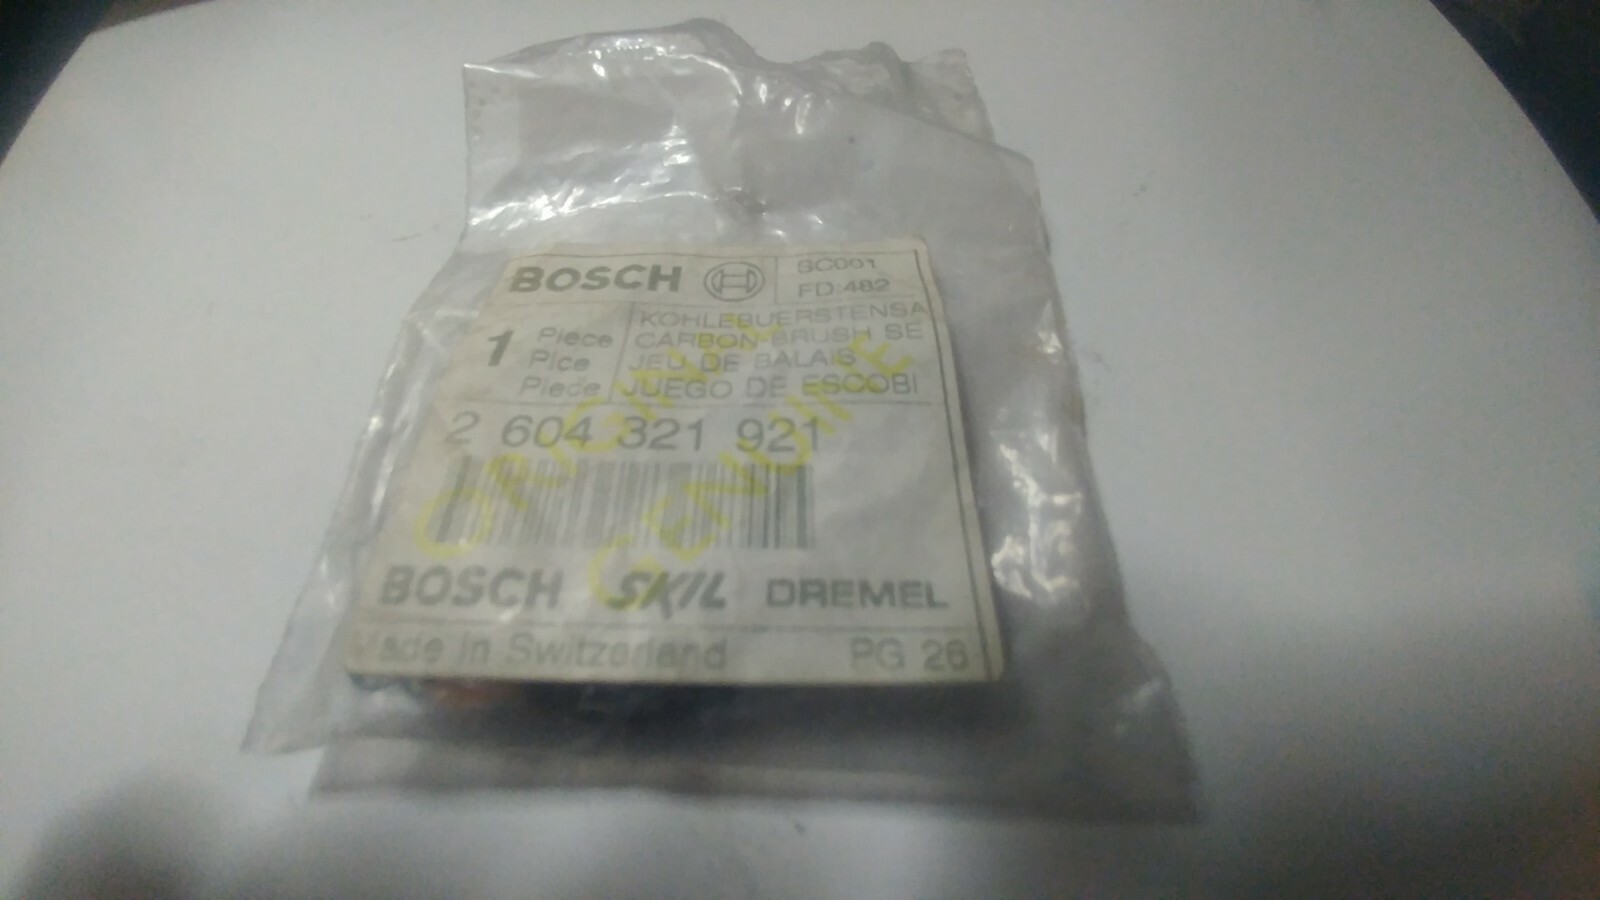 BOSCH
SC001
FD:482
1
Piece
Pice
Piede
KOHLEBUERSTENSA
CARBON-BRUSH SE
JEU DE BALAIS
JUEGO DE ESCOBI
2 604 321 921
ORIGINAL
GENUINE
BOSCH SKIL DREMEL
Made in Switzerland PG 26